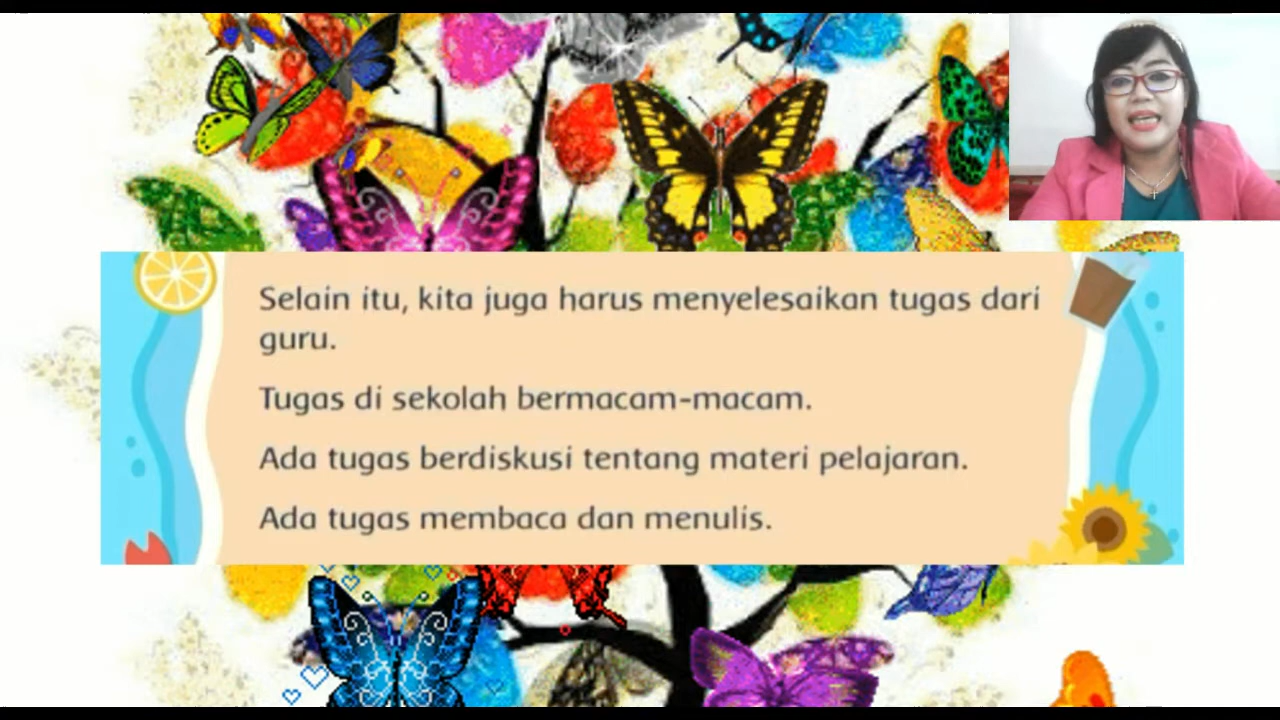 Selain itu, kita juga harus menyelesaikan tugas dari
guru.
Tugas di sekolah bermacam-macam.
Ada tugas berdiskusi tentang materi pelajaran.
Ada tugas membaca dan menulis.